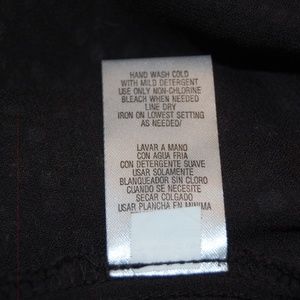 HAND WASH COLD
WITH MILD DETERGENT
USE ONLY NON-CHLORINE
BLEACH WHEN NEEDED
LINE DRY
IRON ON LOWEST SETTING
AS NEEDED/
LAVAR A MANO
CON AGUA FRIA
CON DETERGENTE SUAVE
USAR SOLAMENTE
BLANQUEADOR SIN CLORO
CUANDO SE NECESITE
SECAR COLGADO
USAR PLANCHA EN MINIMA